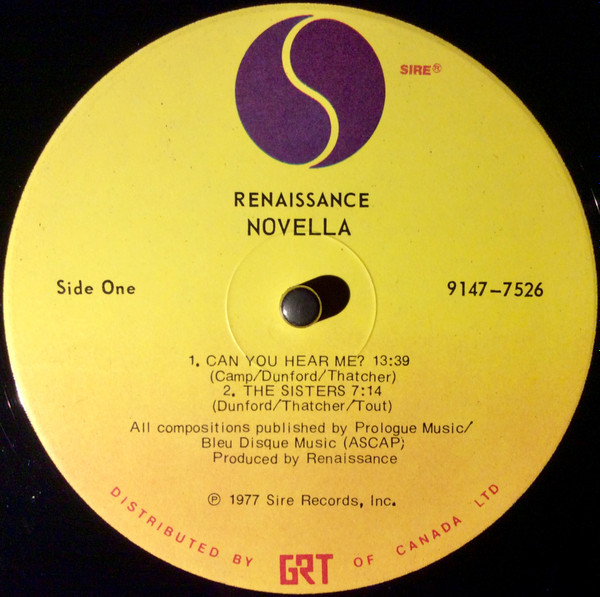 SIRE®
RENAISSANCE
NOVELLA
Side One
9147-7526
1. CAN YOU HEAR ME? 13:39
(Camp/Dunford/Thatcher)
2. THE SISTERS 7:14
(Dunford/Thatcher/Tout)
All compositions published by Prologue Music/
Bleu Disque Music (ASCAP)
Produced by Renaissance
℗ 1977 Sire Records, Inc.
DISTRIBUTED BY GRT OF CANADA LTD